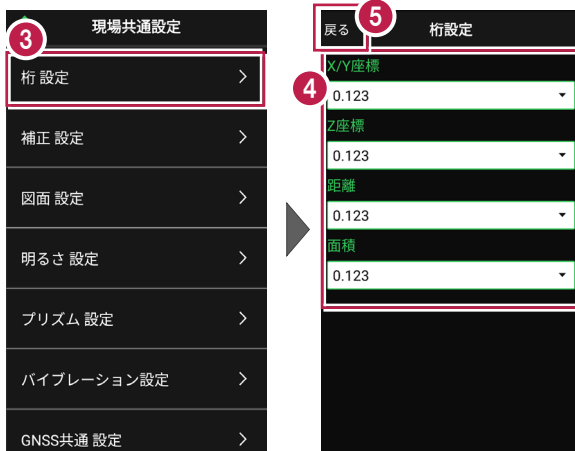 現場共通設定
3
桁 設定
補正 設定
図面 設定
明るさ 設定
プリズム 設定
バイブレーション設定
GNSS共通 設定
5
戻る
桁設定
4
X/Y座標
0.123
Z座標
0.123
距離
0.123
面積
0.123